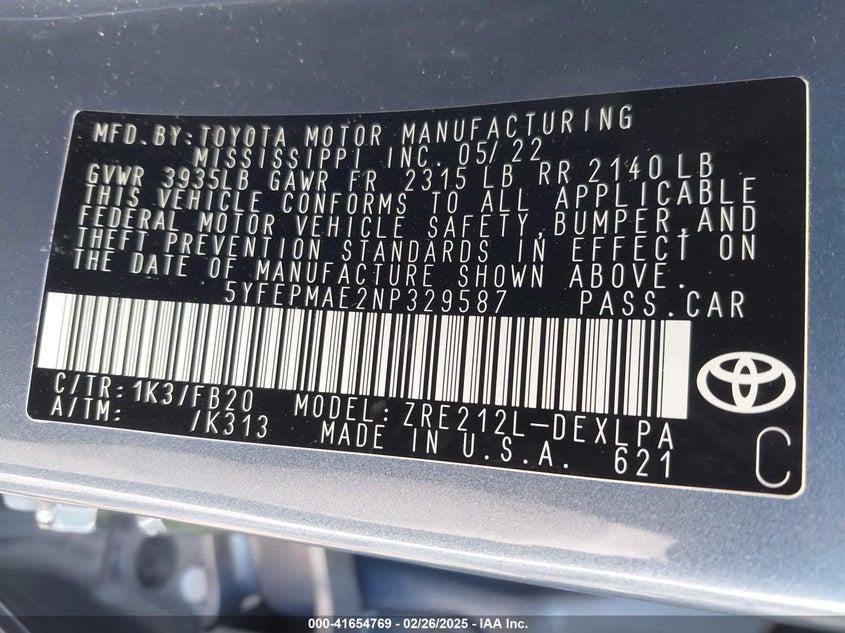 MFD.BY:TOYOTA MOTOR MANUFACTURING
MISSISSIPPI INC. 05/22
GVWR 3935LB GAWR FR 2315 LB RR 2140LB
THIS VEHICLE CONFORMS TO ALL APPLICABLE
FEDERAL MOTOR VEHICLE SAFETY,BUMPER,AND
THEFT PREVENTION STANDARDS IN EFFECT ON
THE DATE OF MANUFACTURE SHOWN ABOVE.
5YFEPMAE2NP329587 PASS.CAR
C/TR:1K3/FB20 MODEL:ZRE212L-DEXLPA
A/TM: /K313 MADE IN U.S.A. 621
C
000-41654769 - 02/26/2025 - IAA Inc.